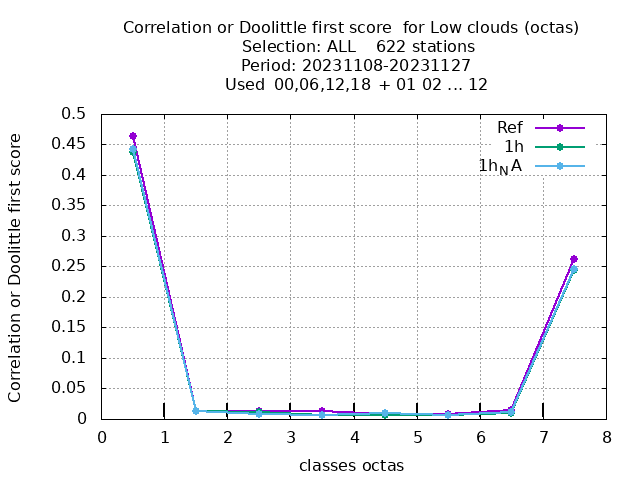 Correlation or Doolittle first score  for Low clouds (octas)
Selection: ALL    622 stations
Period: 20231108-20231127
Used  00,06,12,18  + 01 02 ... 12
Correlation or Doolittle first score
0.5
0.45
0.4
0.35
0.3
0.25
0.2
0.15
0.1
0.05
0
Ref
1h
1h_NA
0 1 2 3 4 5 6 7 8
classes octas